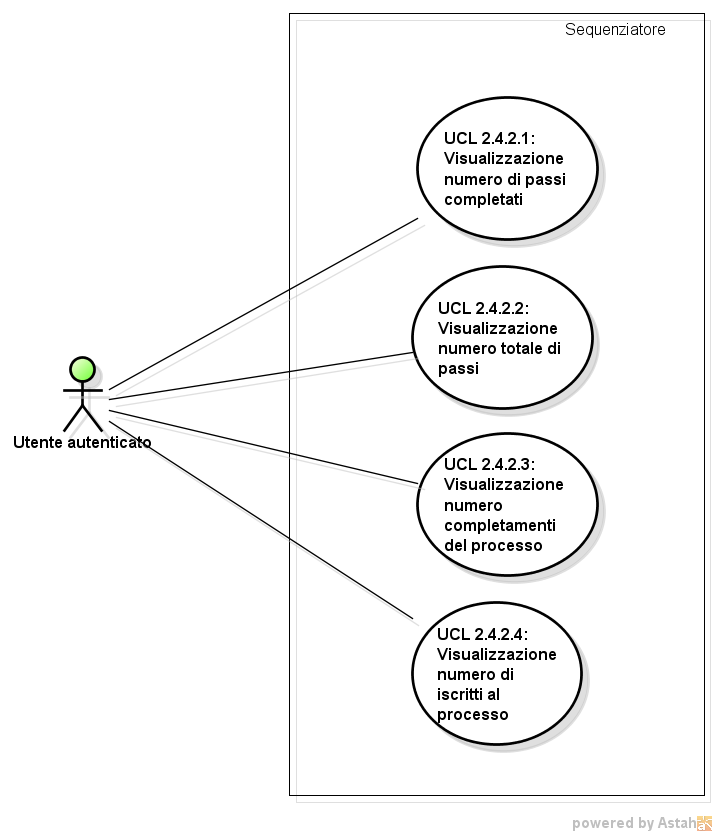 Sequenziatore
UCL 2.4.2.1:
Visualizzazione
numero di passi
completati
UCL 2.4.2.2:
Visualizzazione
numero totale di
passi
Utente autenticato
UCL 2.4.2.3:
Visualizzazione
numero
completamenti
del processo
UCL 2.4.2.4:
Visualizzazione
numero di
iscritti al
processo
powered by Astah